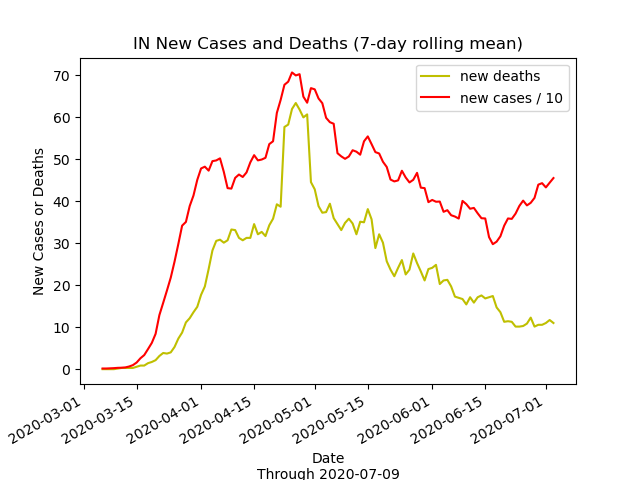 IN New Cases and Deaths (7-day rolling mean)
new deaths
new cases / 10
New Cases or Deaths
70
60
50
40
30
20
10
0
2020-03-01
2020-03-15
2020-04-01
2020-04-15
2020-05-01
2020-05-15
2020-06-01
2020-06-15
2020-07-01
Date
Through 2020-07-09